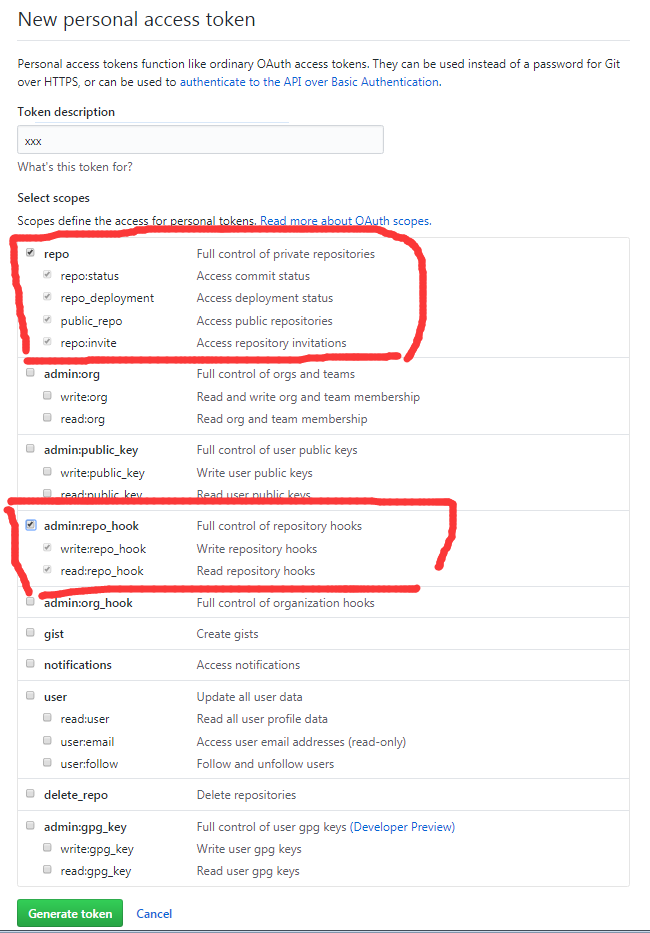 New personal access token
Personal access tokens function like ordinary OAuth access tokens. They can be used instead of a password for Git
over HTTPS, or can be used to authenticate to the API over Basic Authentication.
Token description
xxx
What's this token for?
Select scopes
Scopes define the access for personal tokens. Read more about OAuth scopes.
repo Full control of private repositories
repo:status Access commit status
repo_deployment Access deployment status
public_repo Access public repositories
repo:invite Access repository invitations
admin:org Full control of orgs and teams
write:org Read and write org and team membership
read:org Read org and team membership
admin:public_key Full control of user public keys
write:public_key Write user public keys
read:public_key Read user public keys
admin:repo_hook Full control of repository hooks
write:repo_hook Write repository hooks
read:repo_hook Read repository hooks
admin:org_hook Full control of organization hooks
gist Create gists
notifications Access notifications
user Update all user data
read:user Read all user profile data
user:email Access user email addresses (read-only)
user:follow Follow and unfollow users
delete_repo Delete repositories
admin:gpg_key Full control of user gpg keys (Developer Preview)
write:gpg_key Write user gpg keys
read:gpg_key Read user gpg keys
Generate token Cancel